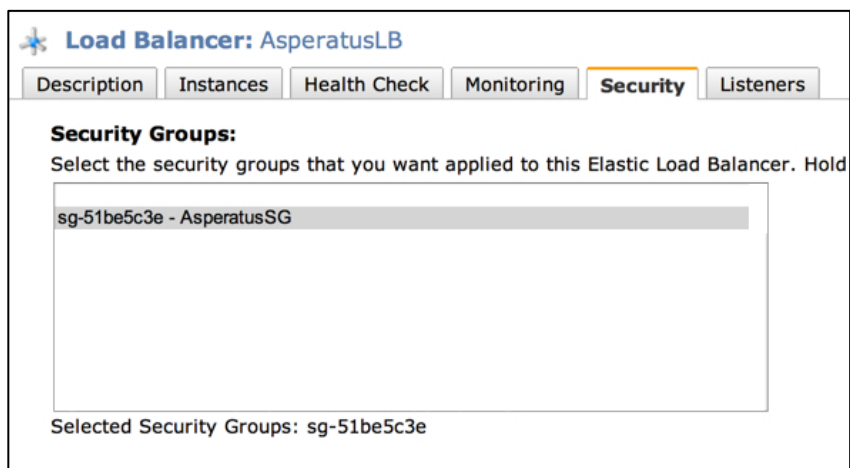 Load Balancer: AsperatusLB
Description Instances Health Check Monitoring Security Listeners
Security Groups:
Select the security groups that you want applied to this Elastic Load Balancer. Hold
sg-51be5c3e - AsperatusSG
Selected Security Groups: sg-51be5c3e